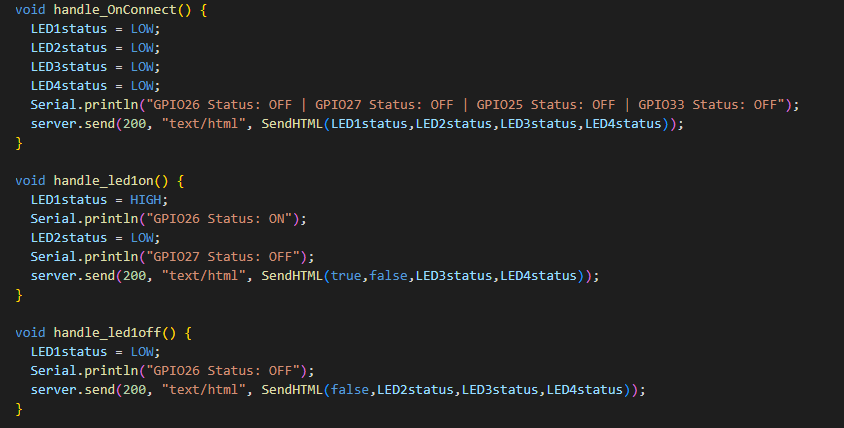 void handle_OnConnect() {
  LED1status = LOW;
  LED2status = LOW;
  LED3status = LOW;
  LED4status = LOW;
  Serial.println("GPIO26 Status: OFF | GPIO27 Status: OFF | GPIO25 Status: OFF | GPIO33 Status: OFF");
  server.send(200, "text/html", SendHTML(LED1status,LED2status,LED3status,LED4status));
}

void handle_led1on() {
  LED1status = HIGH;
  Serial.println("GPIO26 Status: ON");
  LED2status = LOW;
  Serial.println("GPIO27 Status: OFF");
  server.send(200, "text/html", SendHTML(true,false,LED3status,LED4status));
}

void handle_led1off() {
  LED1status = LOW;
  Serial.println("GPIO26 Status: OFF");
  server.send(200, "text/html", SendHTML(false,LED2status,LED3status,LED4status));
}